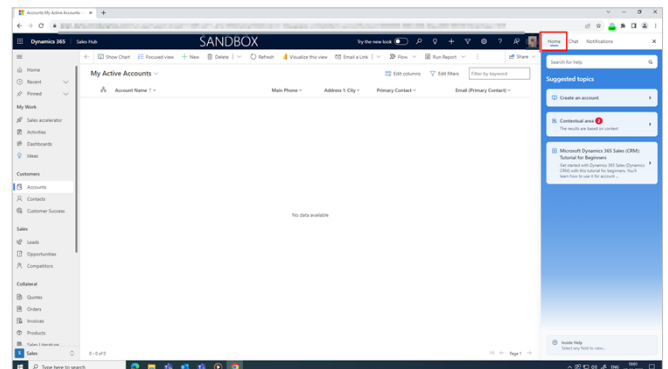 Accounts My Active Accounts -
Dynamics 365 Sales Hub SANDBOX Try the new look
Home Chat Notifications
Show Chart Focused view New Delete Refresh Visualize this view Email a Link Flow Run Report Share
My Active Accounts
Edit columns Edit filters Filter by keyword
Account Name ↑ Main Phone Address 1: City Primary Contact Email (Primary Contact)
No data available
0 - 0 of 0
Page 1
Home
Recent
Pinned
My Work
Sales accelerator
Activities
Dashboards
Ideas
Customers
Accounts
Contacts
Customer Success
Sales
Leads
Opportunities
Competitors
Collateral
Quotes
Orders
Invoices
Products
Sales Literature
S Sales
Search for help
Suggested topics
Create an account
Contextual area 2
The results are based on context
Microsoft Dynamics 365 Sales (CRM):
Tutorial for Beginners
Get started with Dynamics 365 Sales (Dynamics
CRM) with this tutorial for beginners. You'll
learn how to use it for account ...
Inside Help
Select any field to view...
Type here to search
ENG